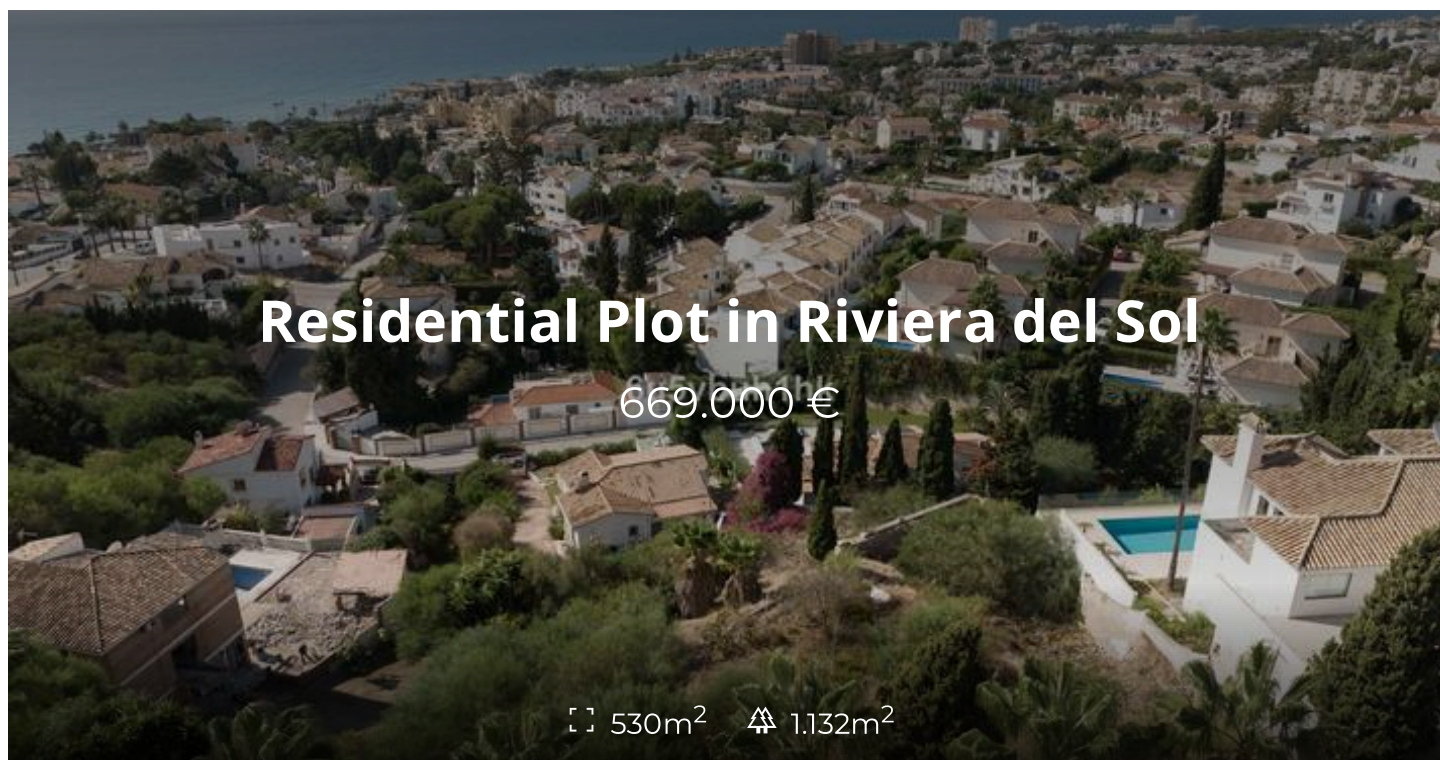 Residential Plot in Riviera del Sol
669.000 €
530m²
1.132m²